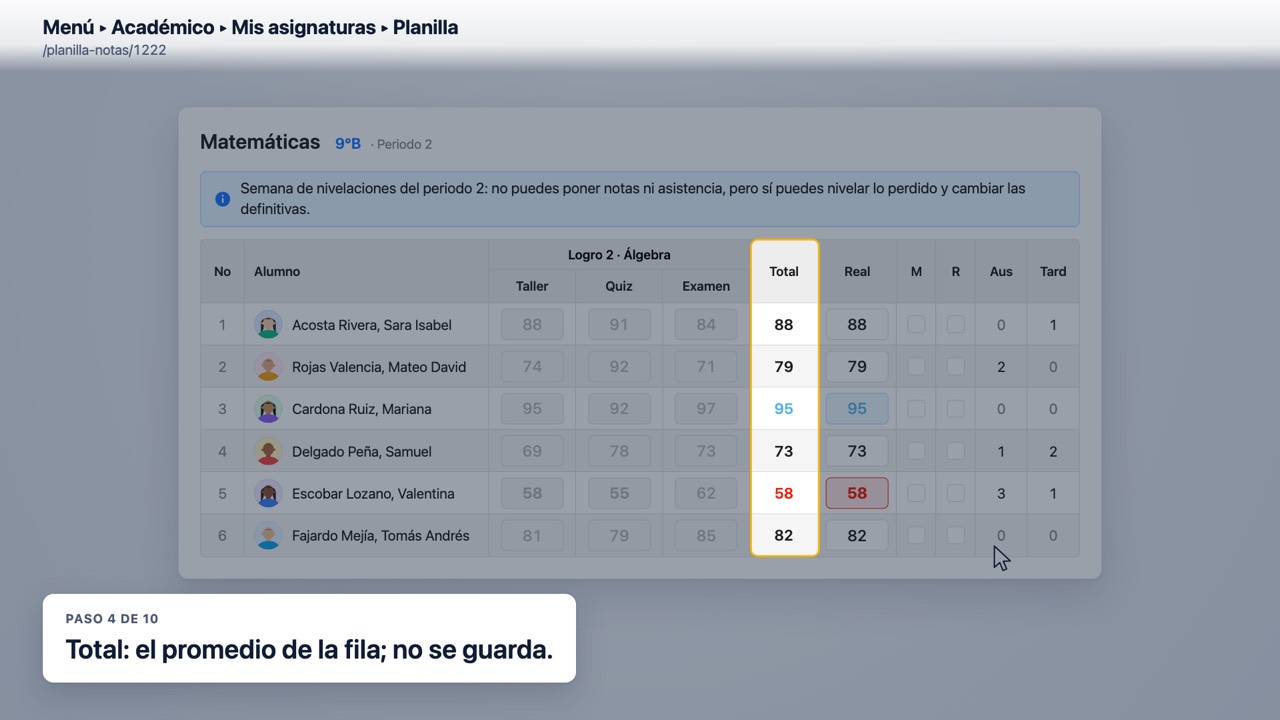 Menú ▸ Académico ▸ Mis asignaturas ▸ Planilla
/planilla-notas/1222
Matemáticas 9°B · Periodo 2
Semana de nivelaciones del periodo 2: no puedes poner notas ni asistencia, pero sí puedes nivelar lo perdido y cambiar las
definitivas.
No Alumno Logro 2 · Álgebra Total Real M R Aus Tard
Taller Quiz Examen
1 Acosta Rivera, Sara Isabel 88 91 84 88 88 0 1
2 Rojas Valencia, Mateo David 74 92 71 79 79 2 0
3 Cardona Ruiz, Mariana 95 92 97 95 95 0 0
4 Delgado Peña, Samuel 69 78 73 73 73 1 2
5 Escobar Lozano, Valentina 58 55 62 58 58 3 1
6 Fajardo Mejía, Tomás Andrés 81 79 85 82 82 0 0
PASO 4 DE 10
Total: el promedio de la fila; no se guarda.